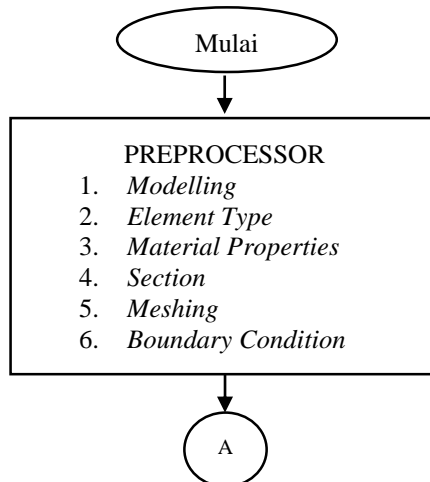 Mulai
PREPROCESSOR
1. Modelling
2. Element Type
3. Material Properties
4. Section
5. Meshing
6. Boundary Condition
A